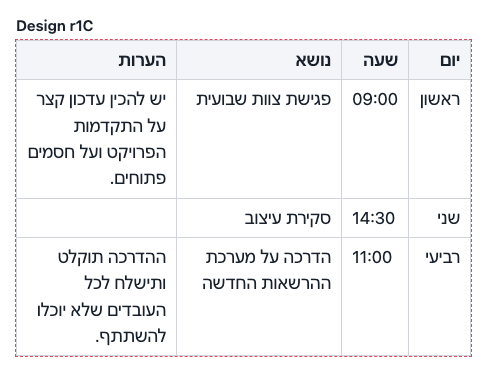 Design r1C
יום שעה נושא הערות
ראשון 09:00 פגישת צוות שבועית יש להכין עדכון קצר
על התקדמות
הפרויקט ועל חסמים
פתוחים.
שני 14:30 סקירת עיצוב
רביעי 11:00 הדרכה על מערכת ההדרכה תוקלט
ההרשאות החדשה ותישלח לכל
העובדים שלא יוכלו
להשתתף.